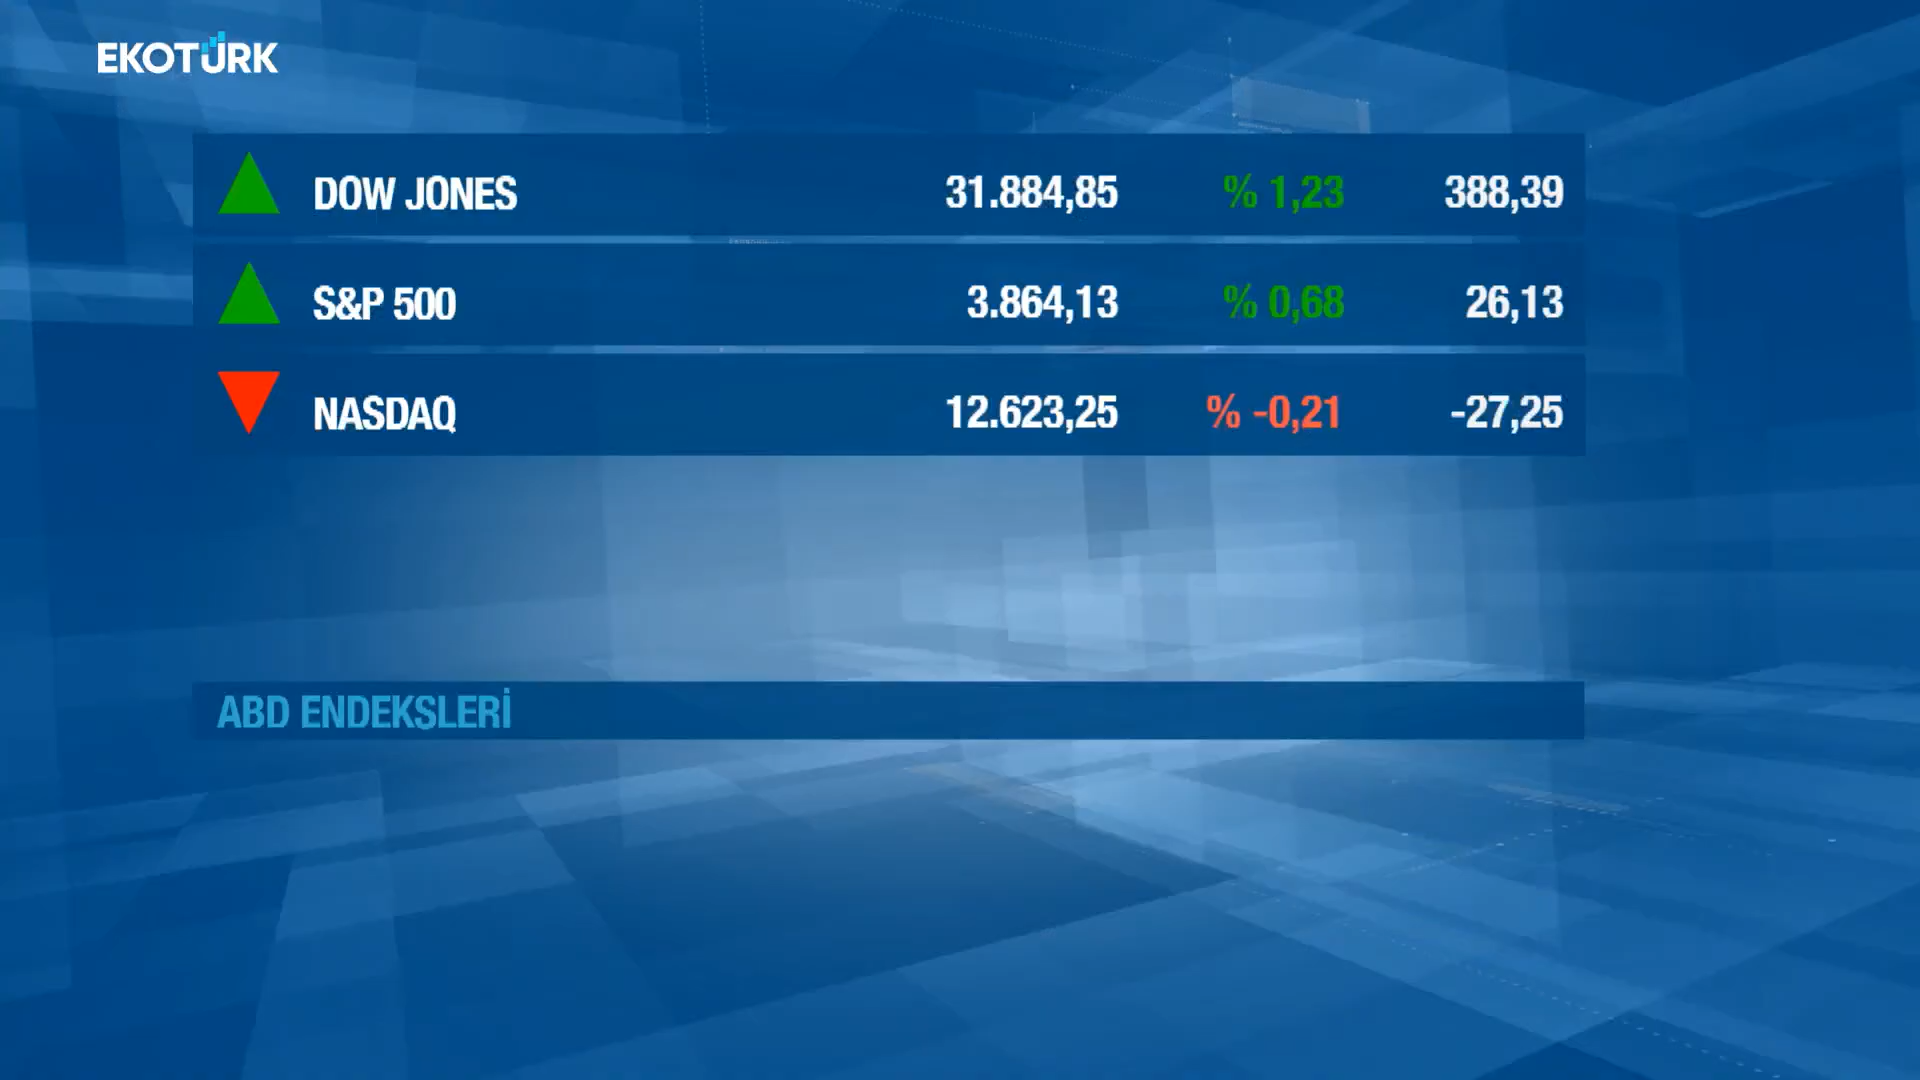 EKOTÜRK
DOW JONES 31.884,85 % 1,23 388,39
S&P 500 3.864,13 % 0,68 26,13
NASDAQ 12.623,25 % -0,21 -27,25
ABD ENDEKSLERİ